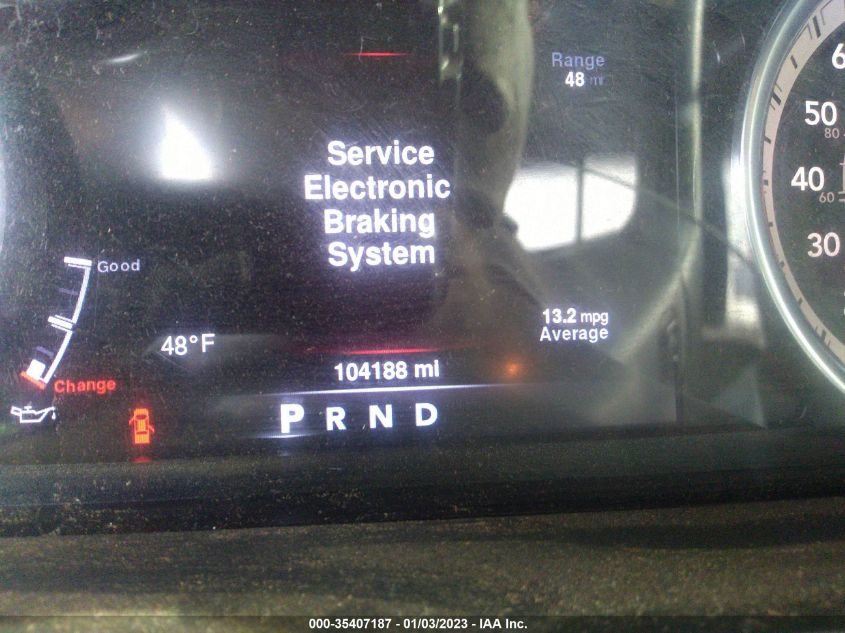 Range
48 mi
Service
Electronic
Braking
System
Good
Change
48°F
13.2 mpg
Average
104188 mi
P R N D
50
80
40
60
30
000-35407187 - 01/03/2023 - IAA Inc.